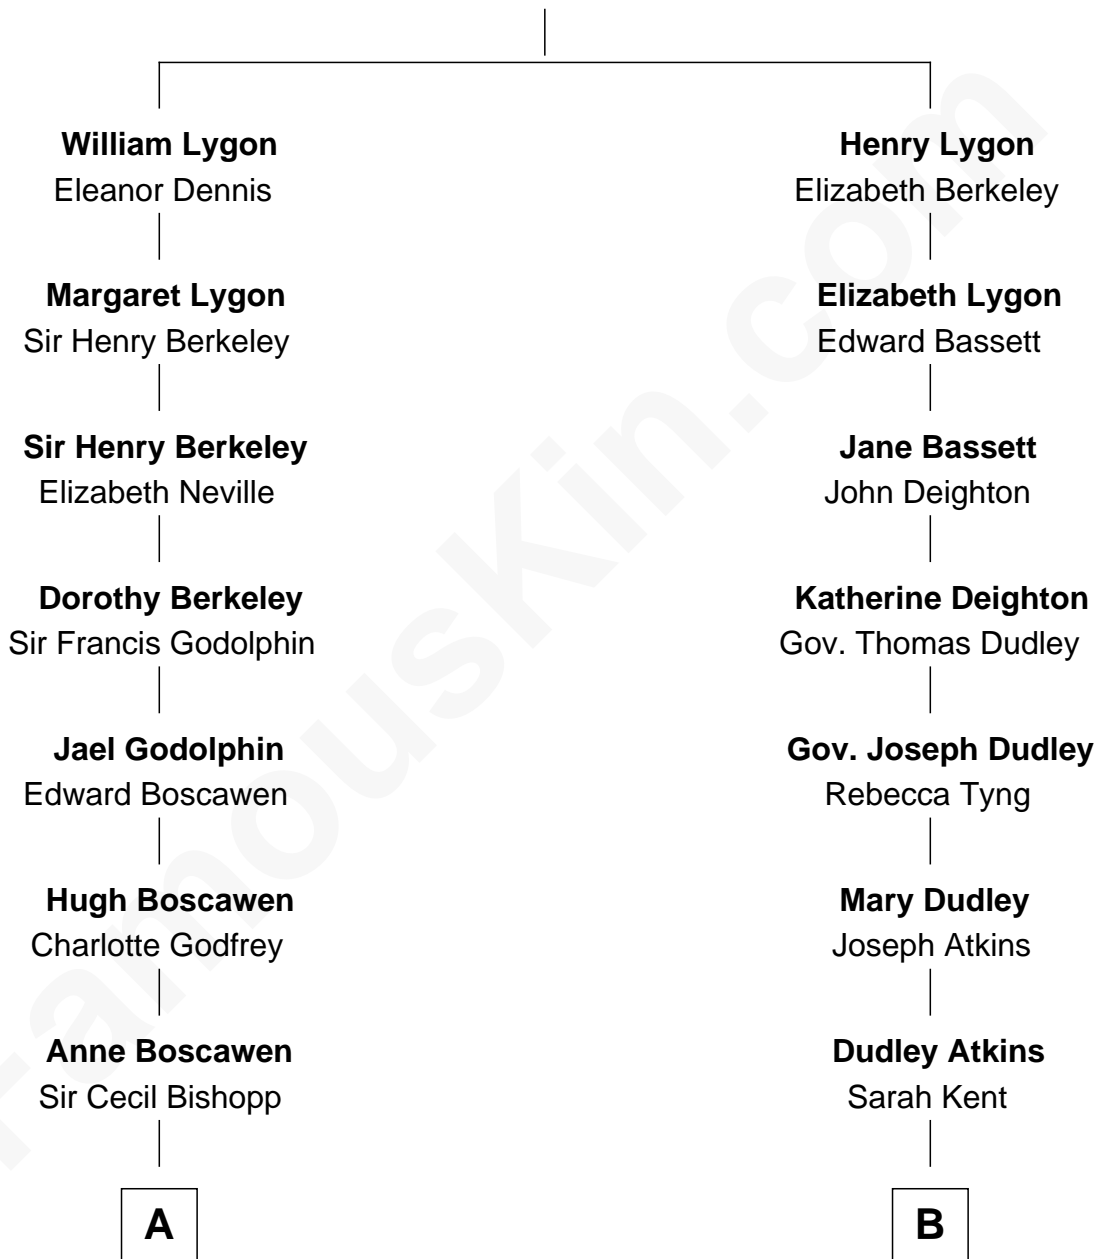 William Lygon
Eleanor Dennis
Margaret Lygon
Sir Henry Berkeley
Sir Henry Berkeley
Elizabeth Neville
Dorothy Berkeley
Sir Francis Godolphin
Jael Godolphin
Edward Boscawen
Hugh Boscawen
Charlotte Godfrey
Anne Boscawen
Sir Cecil Bishopp
A
Henry Lygon
Elizabeth Berkeley
Elizabeth Lygon
Edward Bassett
Jane Bassett
John Deighton
Katherine Deighton
Gov. Thomas Dudley
Gov. Joseph Dudley
Rebecca Tyng
Mary Dudley
Joseph Atkins
Dudley Atkins
Sarah Kent
B
FamousKin.com